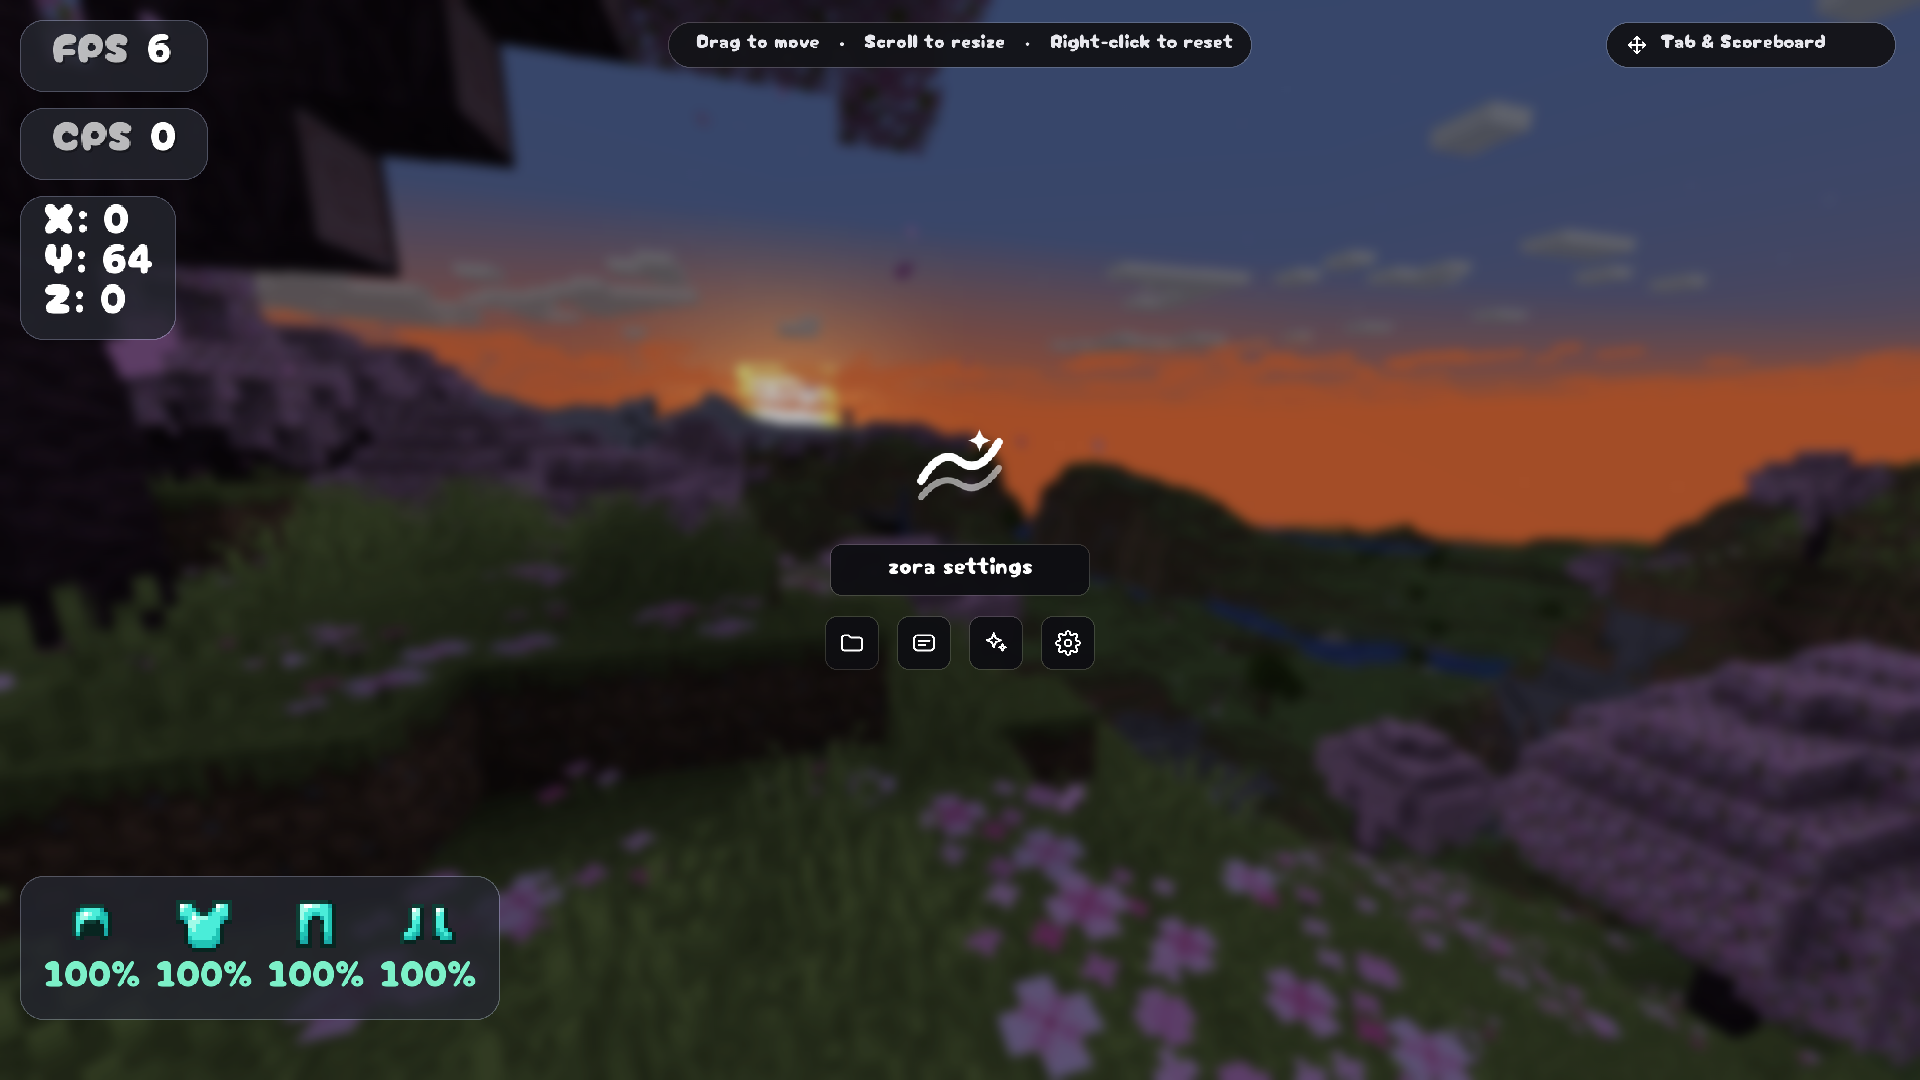 FPS 6
Drag to move · Scroll to resize · Right-click to reset
Tab & Scoreboard
CPS 0
X: 0
Y: 64
Z: 0
zora settings
100% 100% 100% 100%